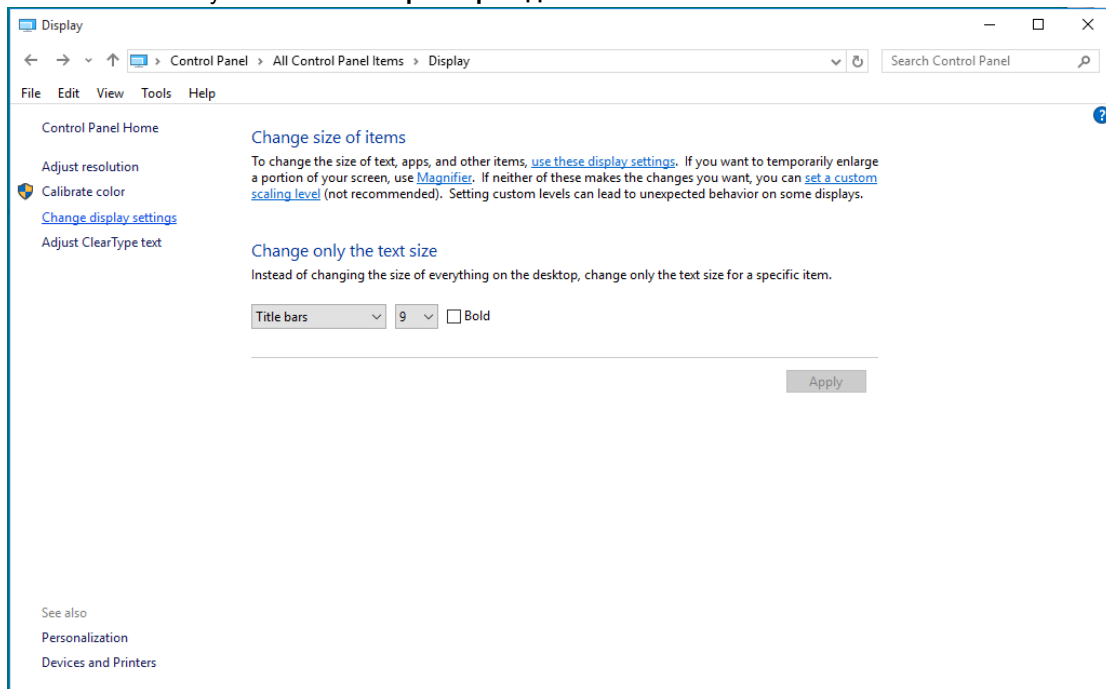 Display
Control Panel > All Control Panel Items > Display
Search Control Panel
File Edit View Tools Help
Control Panel Home
Adjust resolution
Calibrate color
Change display settings
Adjust ClearType text
Change size of items
To change the size of text, apps, and other items, use these display settings. If you want to temporarily enlarge
a portion of your screen, use Magnifier. If neither of these makes the changes you want, you can set a custom
scaling level (not recommended). Setting custom levels can lead to unexpected behavior on some displays.
Change only the text size
Instead of changing the size of everything on the desktop, change only the text size for a specific item.
Title bars 9 Bold
Apply
See also
Personalization
Devices and Printers